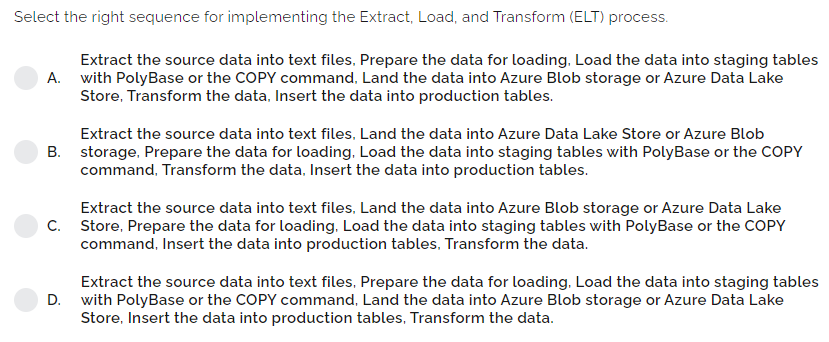 Select the right sequence for implementing the Extract, Load, and Transform (ELT) process.
Extract the source data into text files, Prepare the data for loading, Load the data into staging tables
A. with PolyBase or the COPY command, Land the data into Azure Blob storage or Azure Data Lake
Store, Transform the data, Insert the data into production tables.
Extract the source data into text files, Land the data into Azure Data Lake Store or Azure Blob
B. storage, Prepare the data for loading, Load the data into staging tables with PolyBase or the COPY
command, Transform the data, Insert the data into production tables.
Extract the source data into text files, Land the data into Azure Blob storage or Azure Data Lake
C. Store, Prepare the data for loading, Load the data into staging tables with PolyBase or the COPY
command, Insert the data into production tables, Transform the data.
Extract the source data into text files, Prepare the data for loading, Load the data into staging tables
D. with PolyBase or the COPY command, Land the data into Azure Blob storage or Azure Data Lake
Store, Insert the data into production tables, Transform the data.